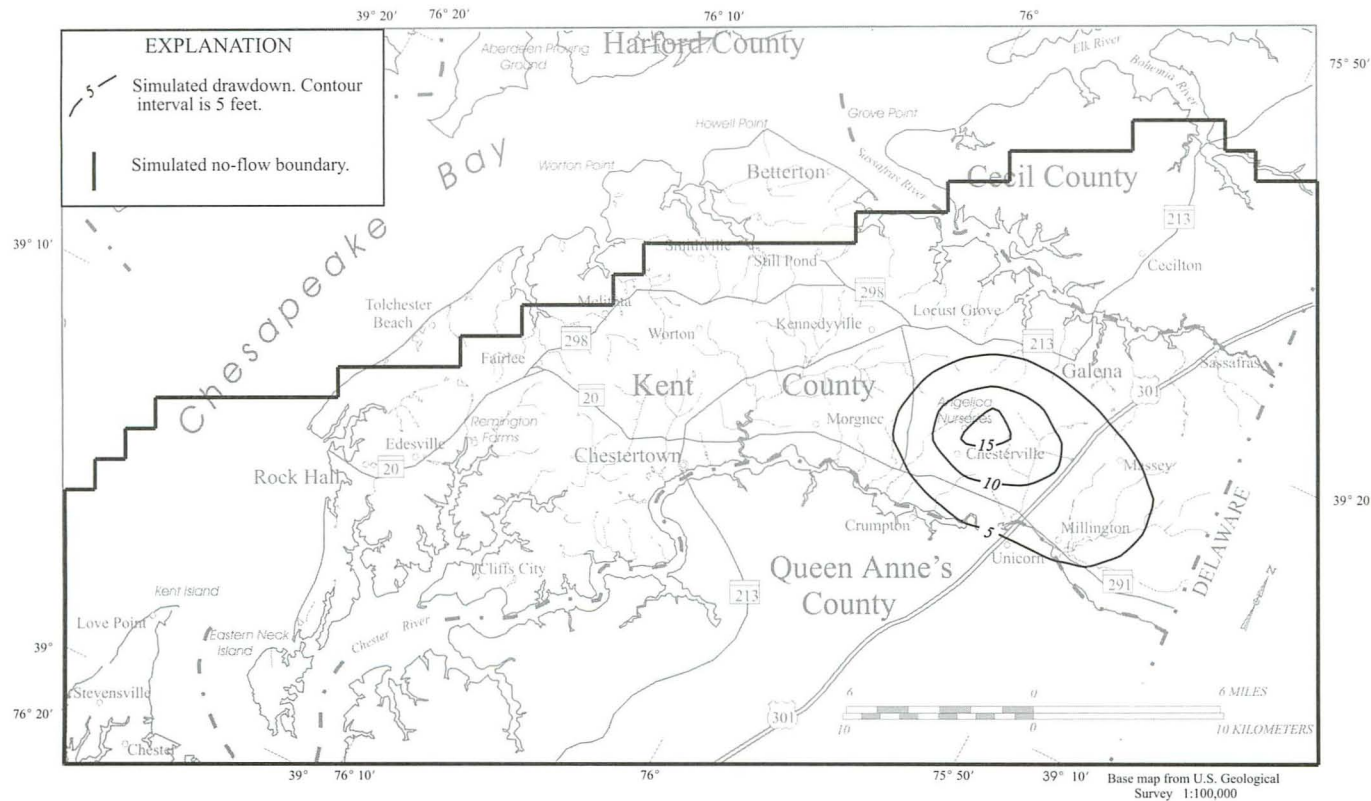 39° 20' 76° 20' 76° 10' 76°
EXPLANATION
5 Simulated drawdown. Contour
interval is 5 feet.
Simulated no-flow boundary.
Aberdeen Proving
Ground
Harford County
Elk River
Bohemia River
75° 50'
Howell Point
Grove Point
Worton Point
Sassafras River
Betterton
Cecil County
213
Chesapeake Bay
39° 10'
Smithville
Still Pond
Cecilton
Tolchester
Beach
Melitota
298
Locust Grove
298
Worton
Kennedyville
213
Fairlee
Galena
Sassafras
20
Kent County
301
Angelica
Nurseries
Remington
Farms
Morgnec
15
Edesville
Chestertown
Chesterville
Massey
20
Rock Hall
10
39° 20'
Crumpton
5
Millington
Unicorn
DELAWARE
Queen Anne's
County
Cliffs City
213
291
N
Kent Island
Love Point
Chester River
Eastern Neck
Island
39°
Stevensville
6 0 6 MILES
76° 20'
301
10 0 10 KILOMETERS
Chester
39° 76° 10' 76° 75° 50' 39° 10'
Base map from U.S. Geological
Survey 1:100,000